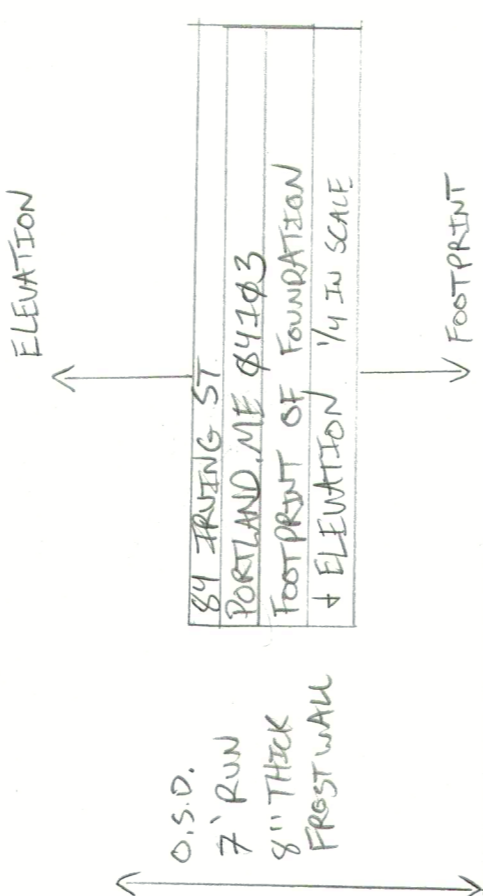 ELEVATION
84 IRVING ST
PORTLAND, ME 04103
FOOTPRINT OF FOUNDATION
+ ELEVATION 1/4 IN SCALE
FOOTPRINT
O.S.D.
7' RUN
8" THICK
FROST WALL